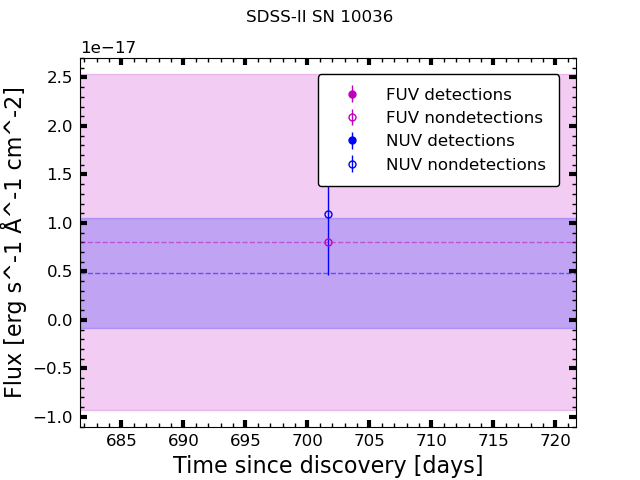 SDSS-II SN 10036
1e−17
2.5
2.0
1.5
1.0
0.5
0.0
−0.5
−1.0
Flux [erg s^-1 Å^-1 cm^-2]
FUV detections
FUV nondetections
NUV detections
NUV nondetections
685
690
695
700
705
710
715
720
Time since discovery [days]